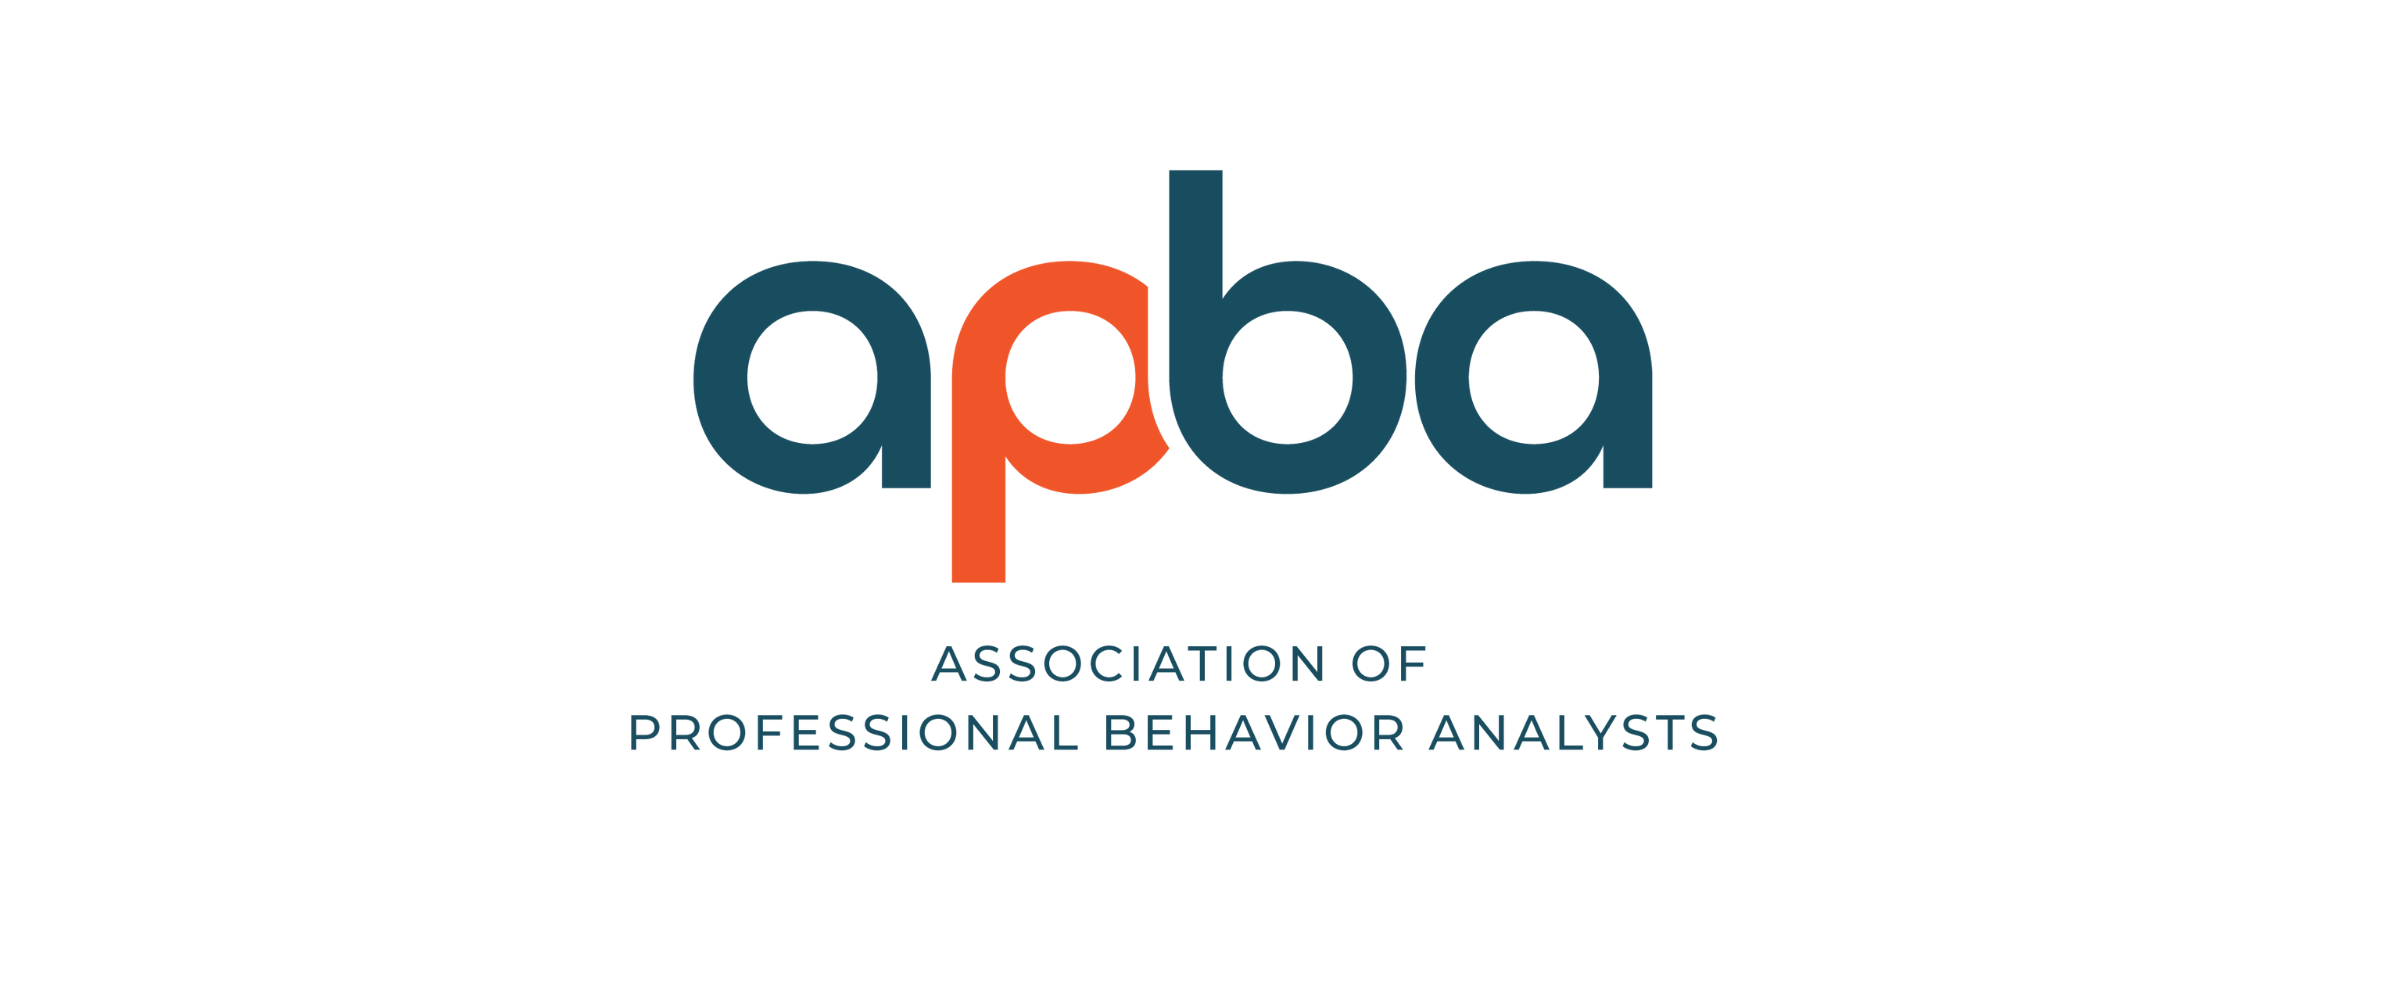 apba
ASSOCIATION OF
PROFESSIONAL BEHAVIOR ANALYSTS